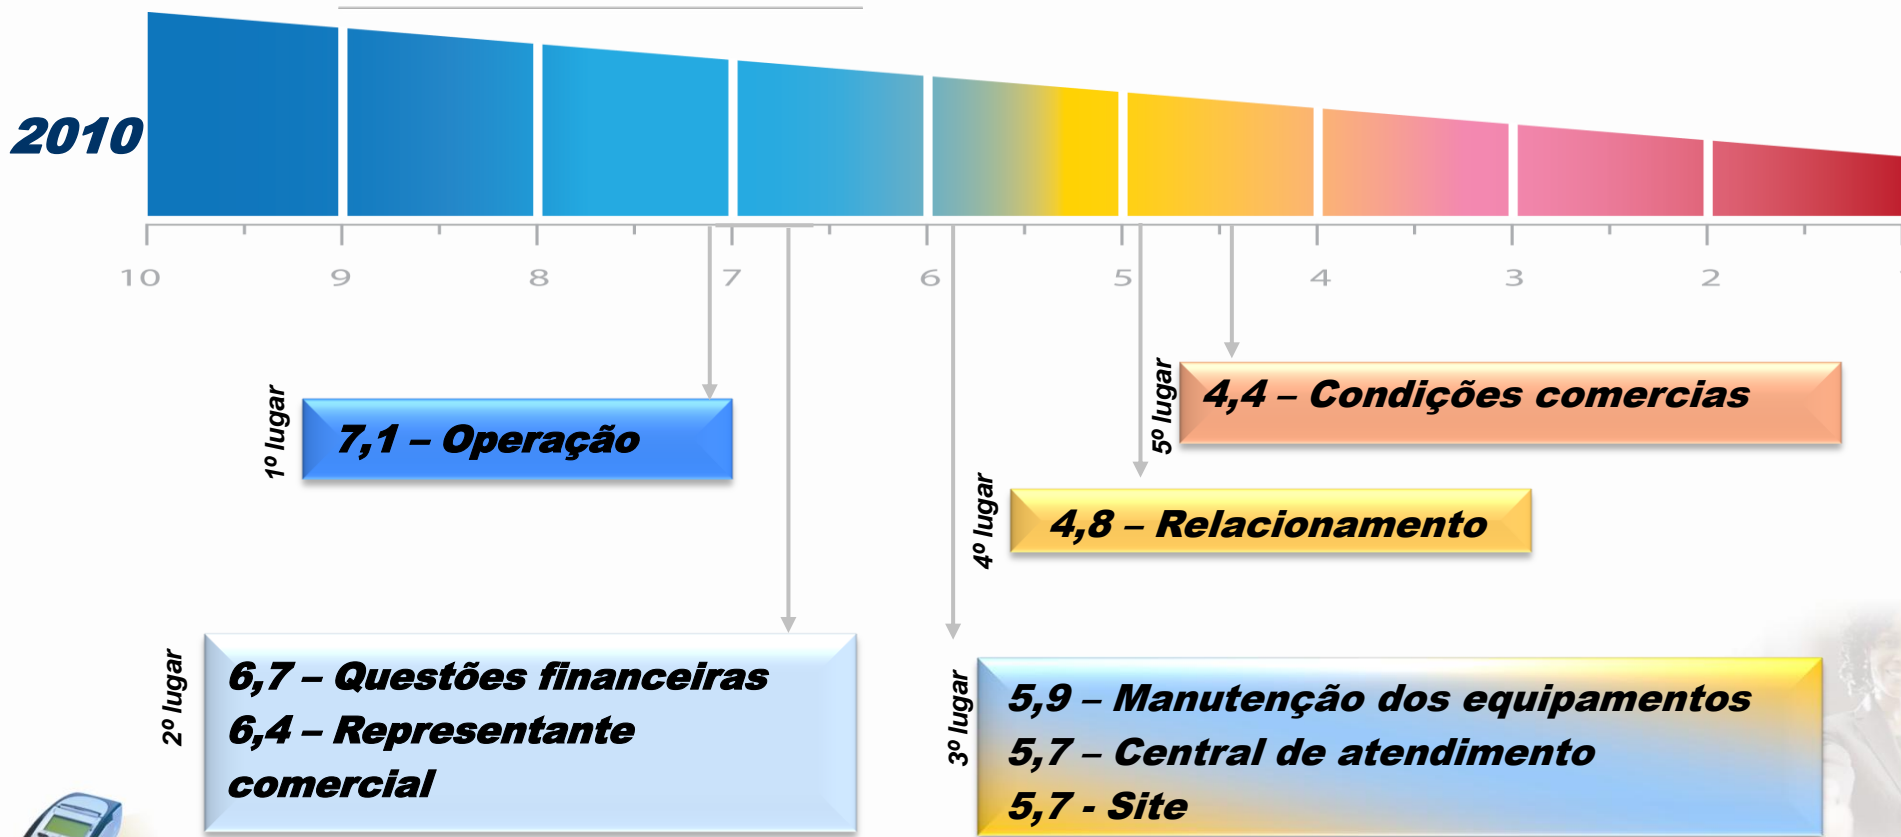 2010
10 9 8 7 6 5 4 3 2
1º lugar
7,1 – Operação
5º lugar
4,4 – Condições comercias
4º lugar
4,8 – Relacionamento
2º lugar
6,7 – Questões financeiras
6,4 – Representante
comercial
3º lugar
5,9 – Manutenção dos equipamentos
5,7 – Central de atendimento
5,7 - Site